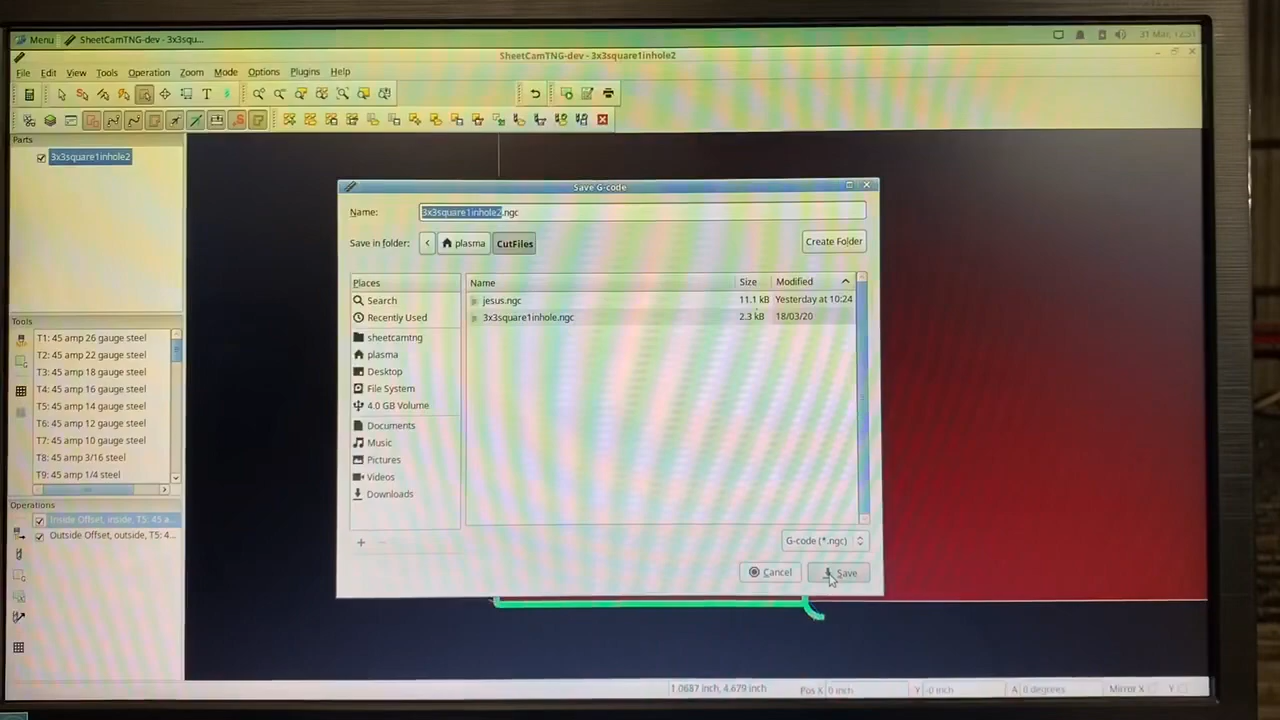 Menu SheetCamTNG-dev - 3x3squ... 31 Mar, 12:51
SheetCamTNG-dev - 3x3square1inhole2
File Edit View Tools Operation Zoom Mode Options Plugins Help
Parts
3x3square1inhole2
Save G-code
Name: 3x3square1inhole2.ngc
Save in folder: plasma CutFiles Create Folder
Places
Search
Recently Used
sheetcamtng
plasma
Desktop
File System
4.0 GB Volume
Documents
Music
Pictures
Videos
Downloads
Name Size Modified
jesus.ngc 11.1 kB Yesterday at 10:24
3x3square1inhole.ngc 2.3 kB 18/03/20
G-code (*.ngc)
Cancel Save
Tools
T1: 45 amp 26 gauge steel
T2: 45 amp 22 gauge steel
T3: 45 amp 18 gauge steel
T4: 45 amp 16 gauge steel
T5: 45 amp 14 gauge steel
T6: 45 amp 12 gauge steel
T7: 45 amp 10 gauge steel
T8: 45 amp 3/16 steel
T9: 45 amp 1/4 steel
Operations
Inside Offset, inside, T5: 45 a...
Outside Offset, outside, T5: 4...
1.0687 inch, 4.679 inch Pos X 0 inch Y -0 inch A 0 degrees Mirror X Y